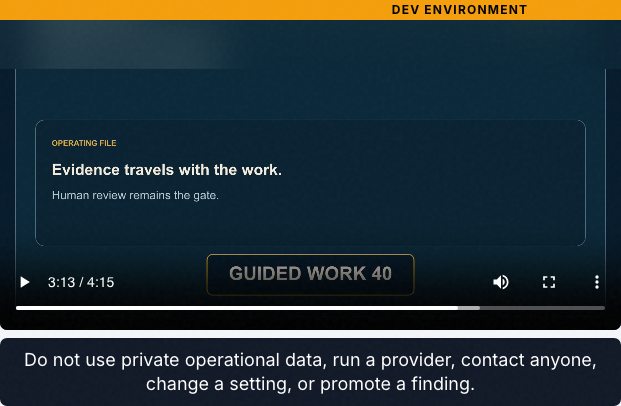 DEV ENVIRONMENT
OPERATING FILE
Evidence travels with the work.
Human review remains the gate.
GUIDED WORK 40
3:13 / 4:15
Do not use private operational data, run a provider, contact anyone,
change a setting, or promote a finding.